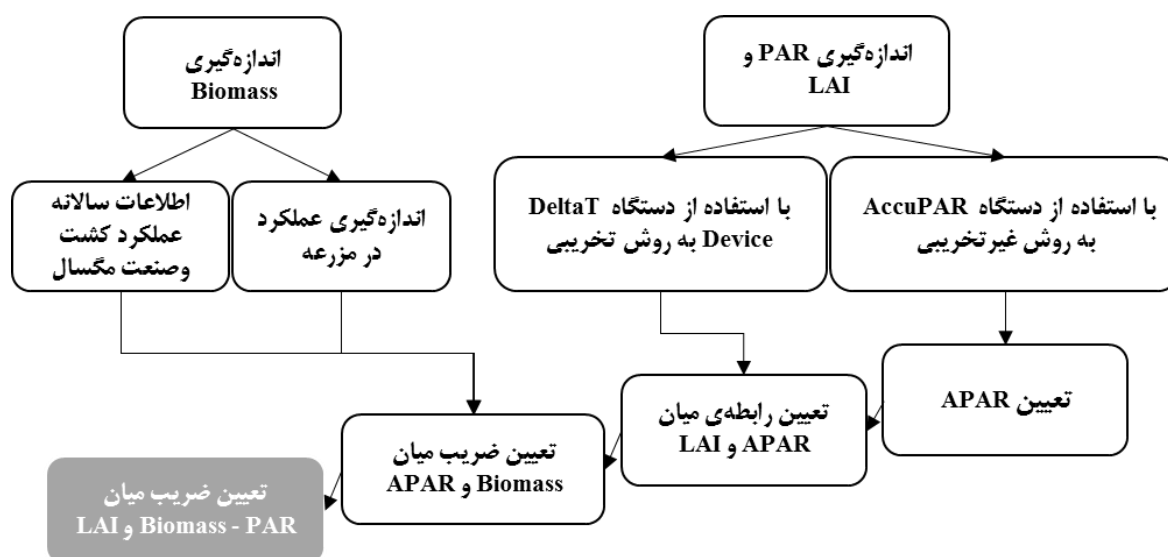 اندازه‌گیری PAR و
LAI
اندازه‌گیری
Biomass
با استفاده از دستگاه AccuPAR
به روش غیرتخریبی
با استفاده از دستگاه DeltaT
Device به روش تخریبی
اندازه‌گیری عملکرد
در مزرعه
اطلاعات سالانه
عملکرد کشت
وصنعت مگسال
تعیین APAR
تعیین رابطه‌ی میان
APAR و LAI
تعیین ضریب میان
Biomass و APAR
تعیین ضریب میان
Biomass - PAR و LAI